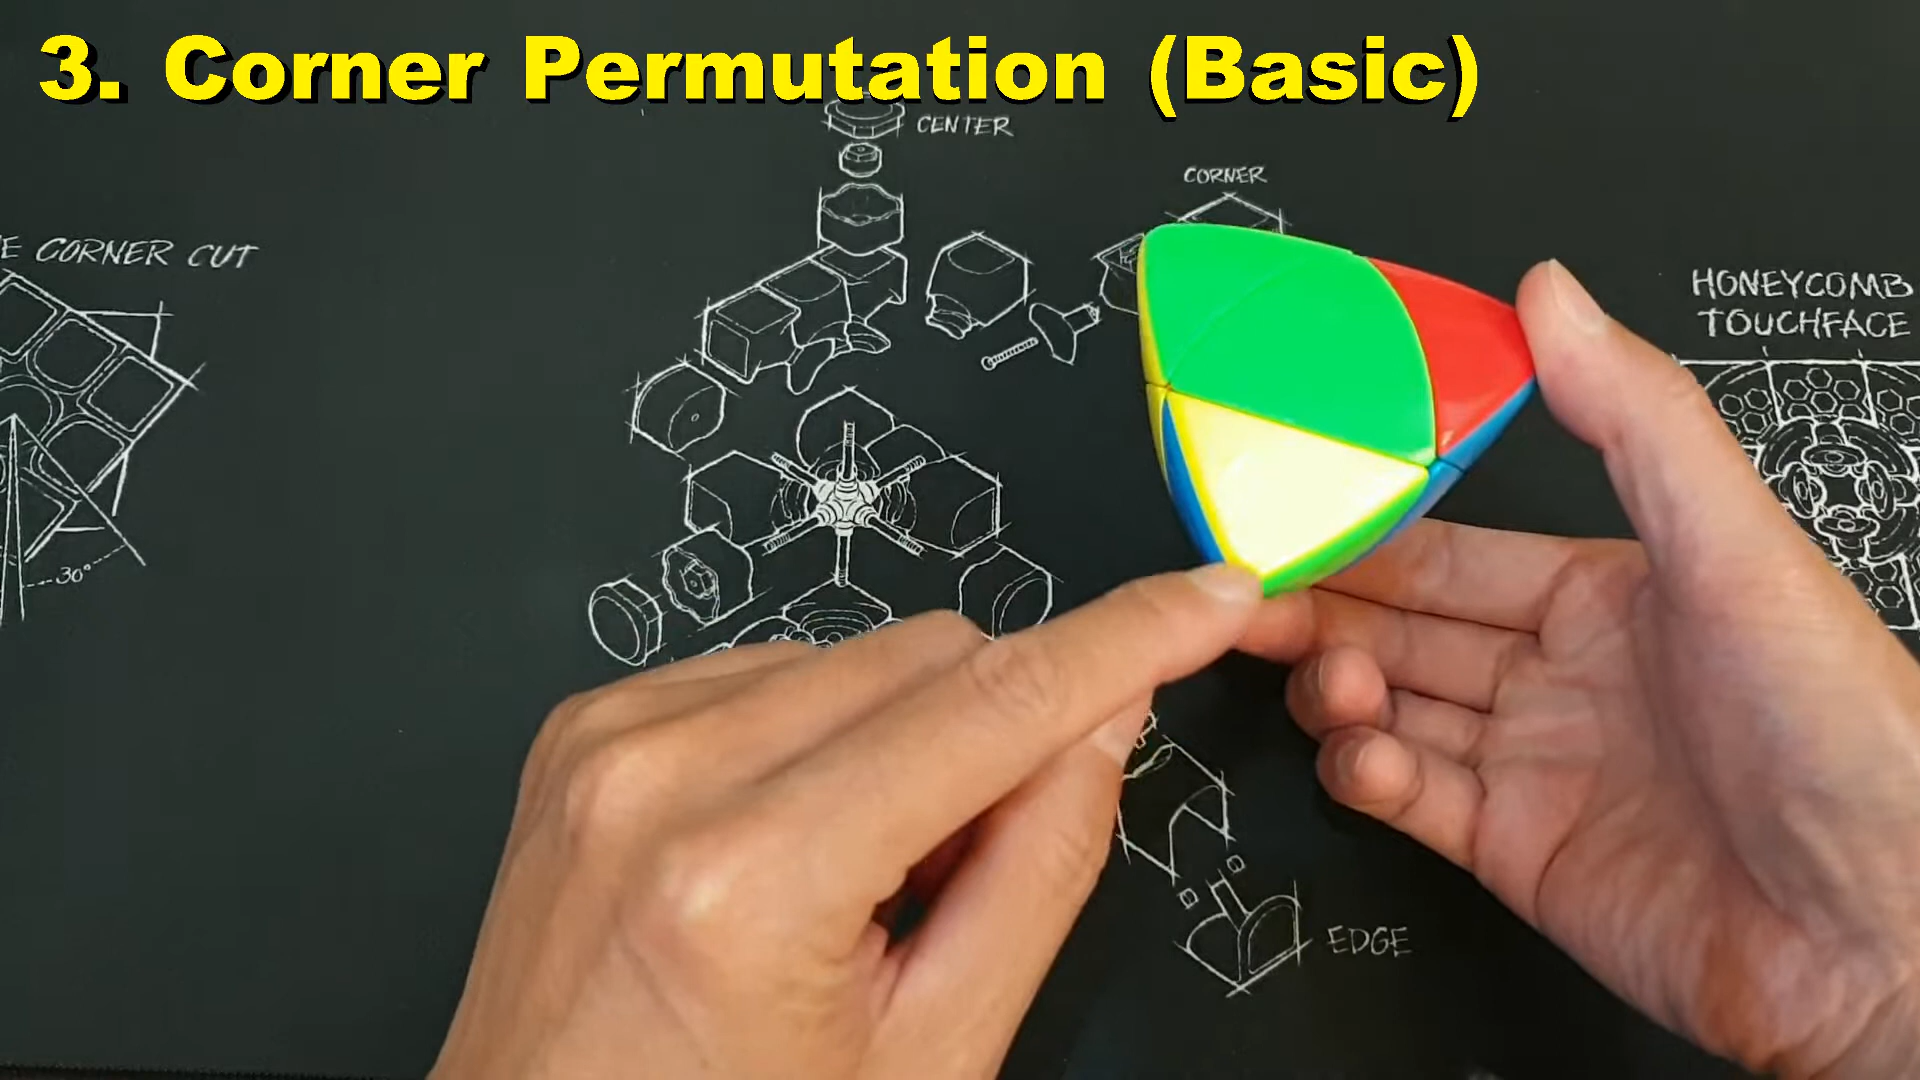 3. Corner Permutation (Basic)
CENTER
CORNER
E CORNER CUT
HONEYCOMB
TOUCHFACE
30°
EDGE